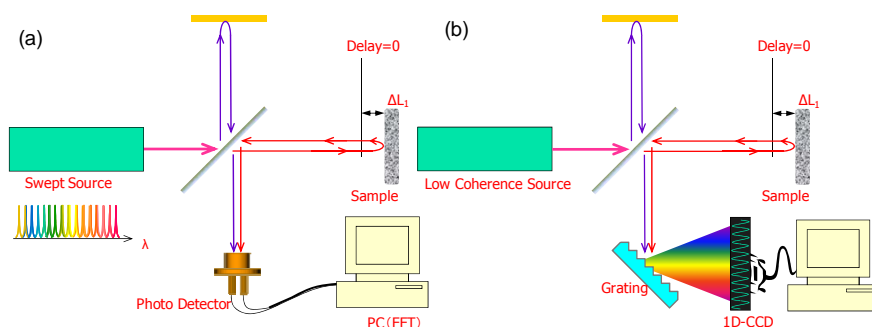 (a)
Delay=0
ΔL1
Swept Source
Sample
λ
Photo Detector
PC(FFT)
(b)
Delay=0
ΔL1
Low Coherence Source
Sample
Grating
1D-CCD